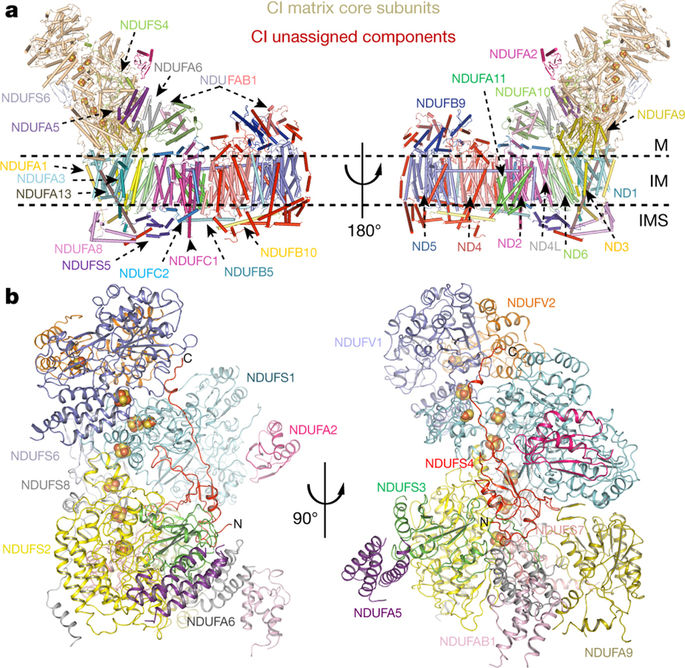 a
CI matrix core subunits
CI unassigned components
NDUFS4
NDUFA6
NDUFAB1
NDUFS6
NDUFA5
NDUFA1
NDUFA3
NDUFA13
NDUFB9
NDUFA2
NDUFA11
NDUFA10
NDUFA9
M
IM
IMS
180°
NDUFA8
NDUFS5
NDUFC2
NDUFC1
NDUFB5
NDUFB10
ND5
ND4
ND2
ND4L
ND6
ND3
ND1
b
C
NDUFS1
NDUFA2
NDUFS6
NDUFS8
NDUFS2
N
NDUFA6
90°
NDUFV2
NDUFV1
C
NDUFS4
NDUFS3
N
NDUFS7
NDUFA5
NDUFAB1
NDUFA9